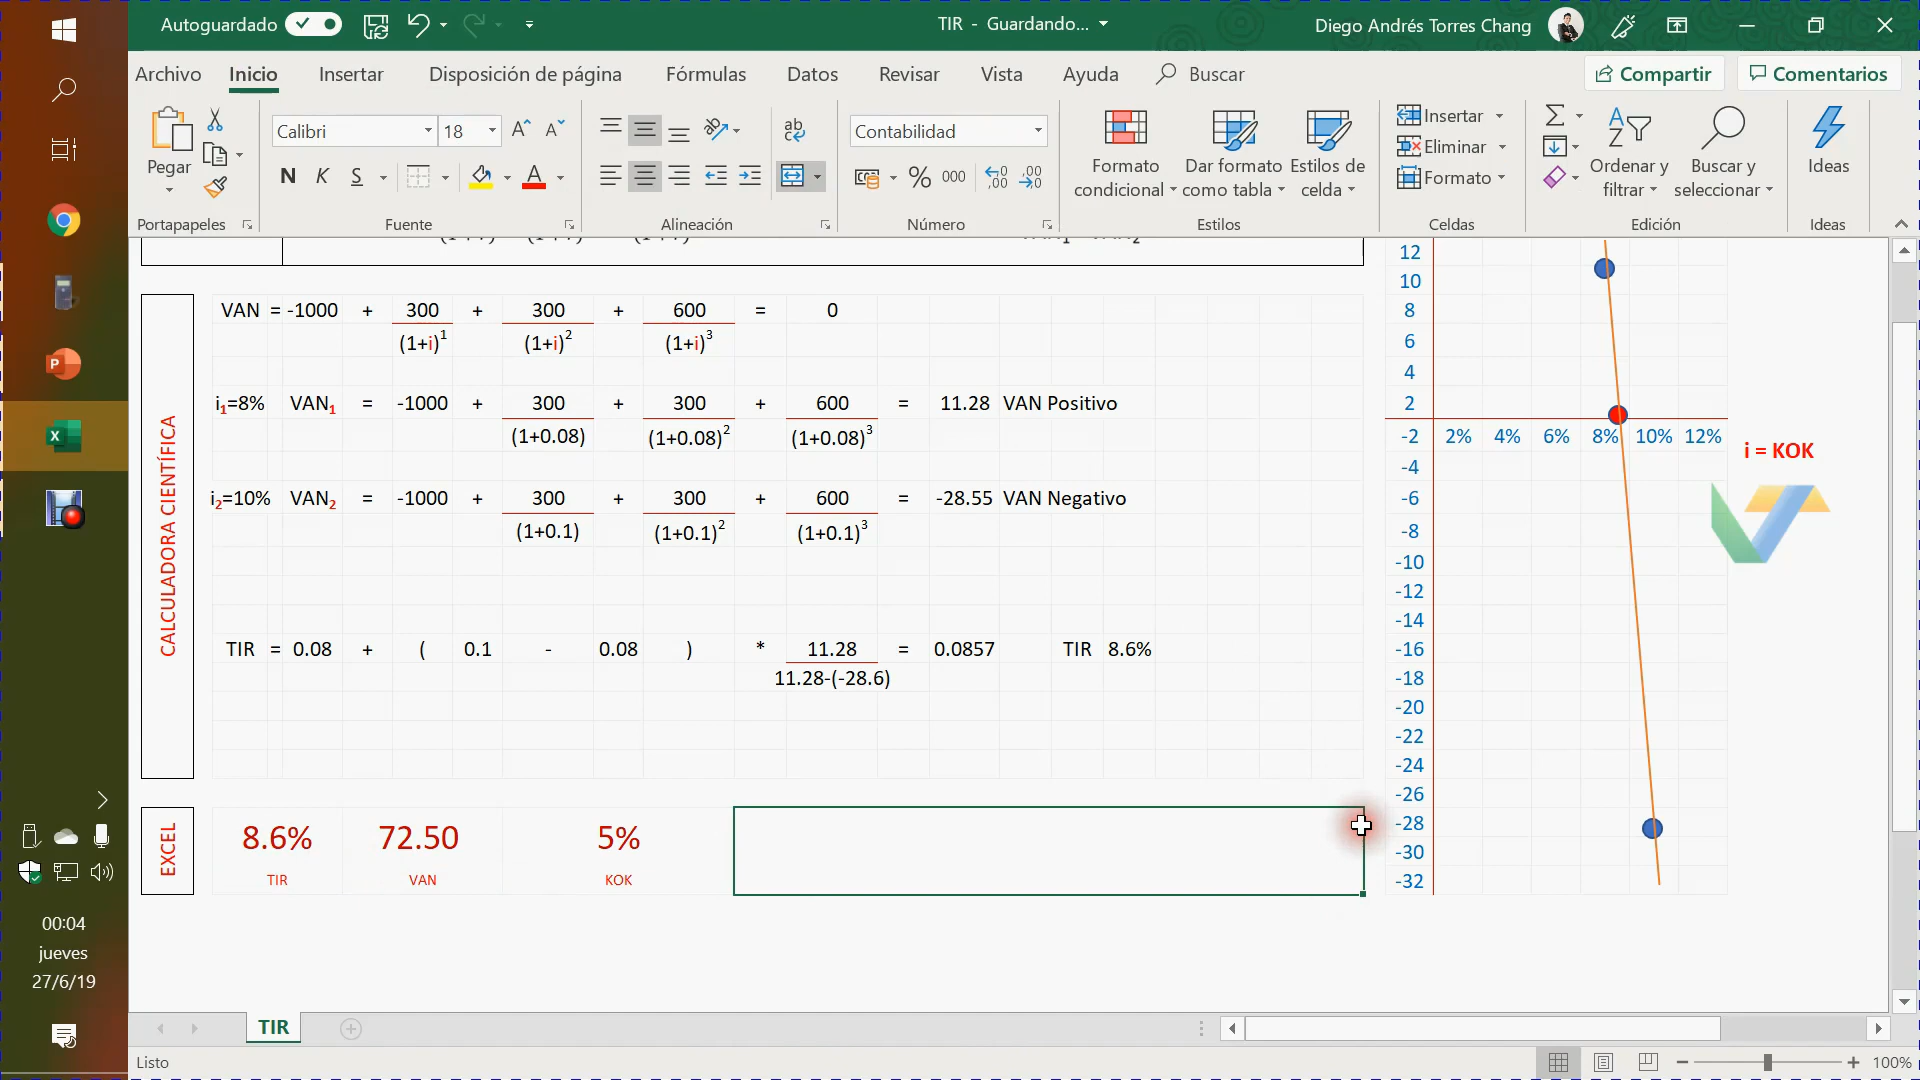 Autoguardado
TIR - Guardando...
Diego Andrés Torres Chang
Archivo Inicio Insertar Disposición de página Fórmulas Datos Revisar Vista Ayuda Buscar Compartir Comentarios
Pegar
Calibri 18
N K S
Contabilidad
% 000
Formato condicional
Dar formato como tabla
Estilos de celda
Insertar
Eliminar
Formato
Ordenar y filtrar
Buscar y seleccionar
Ideas
Portapapeles Fuente Alineación Número Estilos Celdas Edición Ideas
CALCULADORA CIENTÍFICA
VAN = -1000 + 300 + 300 + 600 = 0
(1+i)1 (1+i)2 (1+i)3
i1=8% VAN1 = -1000 + 300 + 300 + 600 = 11.28 VAN Positivo
(1+0.08) (1+0.08)2 (1+0.08)3
i2=10% VAN2 = -1000 + 300 + 300 + 600 = -28.55 VAN Negativo
(1+0.1) (1+0.1)2 (1+0.1)3
TIR = 0.08 + ( 0.1 - 0.08 ) * 11.28 = 0.0857 TIR 8.6%
11.28-(-28.6)
EXCEL
8.6% 72.50 5%
TIR VAN KOK
12
10
8
6
4
2
-2 2% 4% 6% 8% 10% 12%
-4
-6
-8
-10
-12
-14
-16
-18
-20
-22
-24
-26
-28
-30
-32
i = KOK
00:04
jueves
27/6/19
TIR
Listo
100%